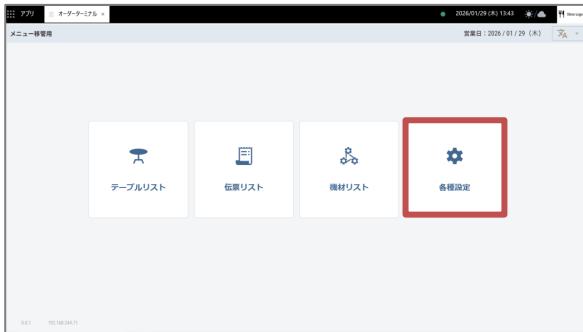 アプリ オーダーターミナル × 2026/01/29 (木) 13:43
メニュー移管用 営業日：2026 / 01 / 29 （木）
テーブルリスト 伝票リスト 機材リスト 各種設定